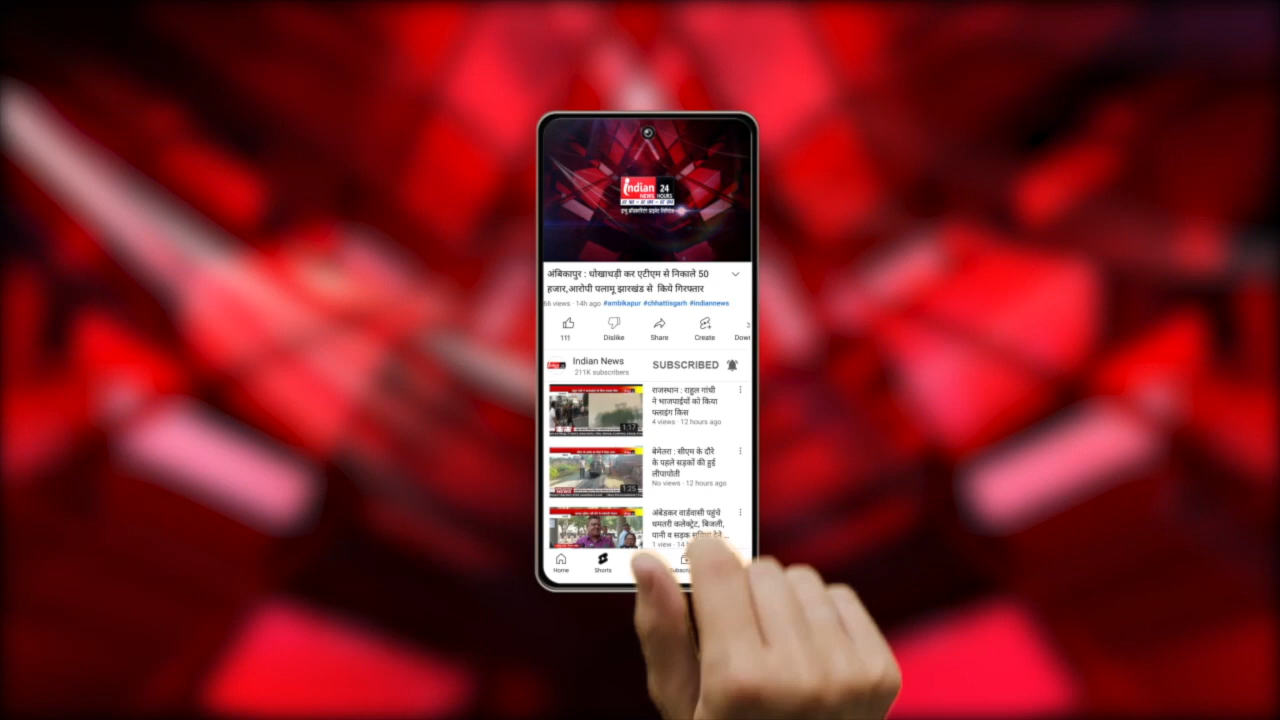 Indian
24
NEWS
HOURS
अंबिकापुर : धोखाधड़ी कर एटीएम से निकाले 50
हजार,आरोपी पलामू झारखंड से किये गिरफ्तार
66 views · 14h ago #ambikapur #chhattisgarh #indiannews
111
Dislike
Share
Create
Indian News
211K subscribers
SUBSCRIBED
राजस्थान : राहुल गांधी
ने भाजपाईयों को किया
फ्लाइंग किस
4 views · 12 hours ago
1:17
बेमेतरा : सीएम के दौरे
के पहले सड़कों की हुई
लीपापोती
No views · 12 hours ago
1:25
अंबेडकर वार्डवासी पहुंचे
धमतरी कलेक्ट्रेट, बिजली,
पानी व सड़क
1 view · 14
Home
Shorts